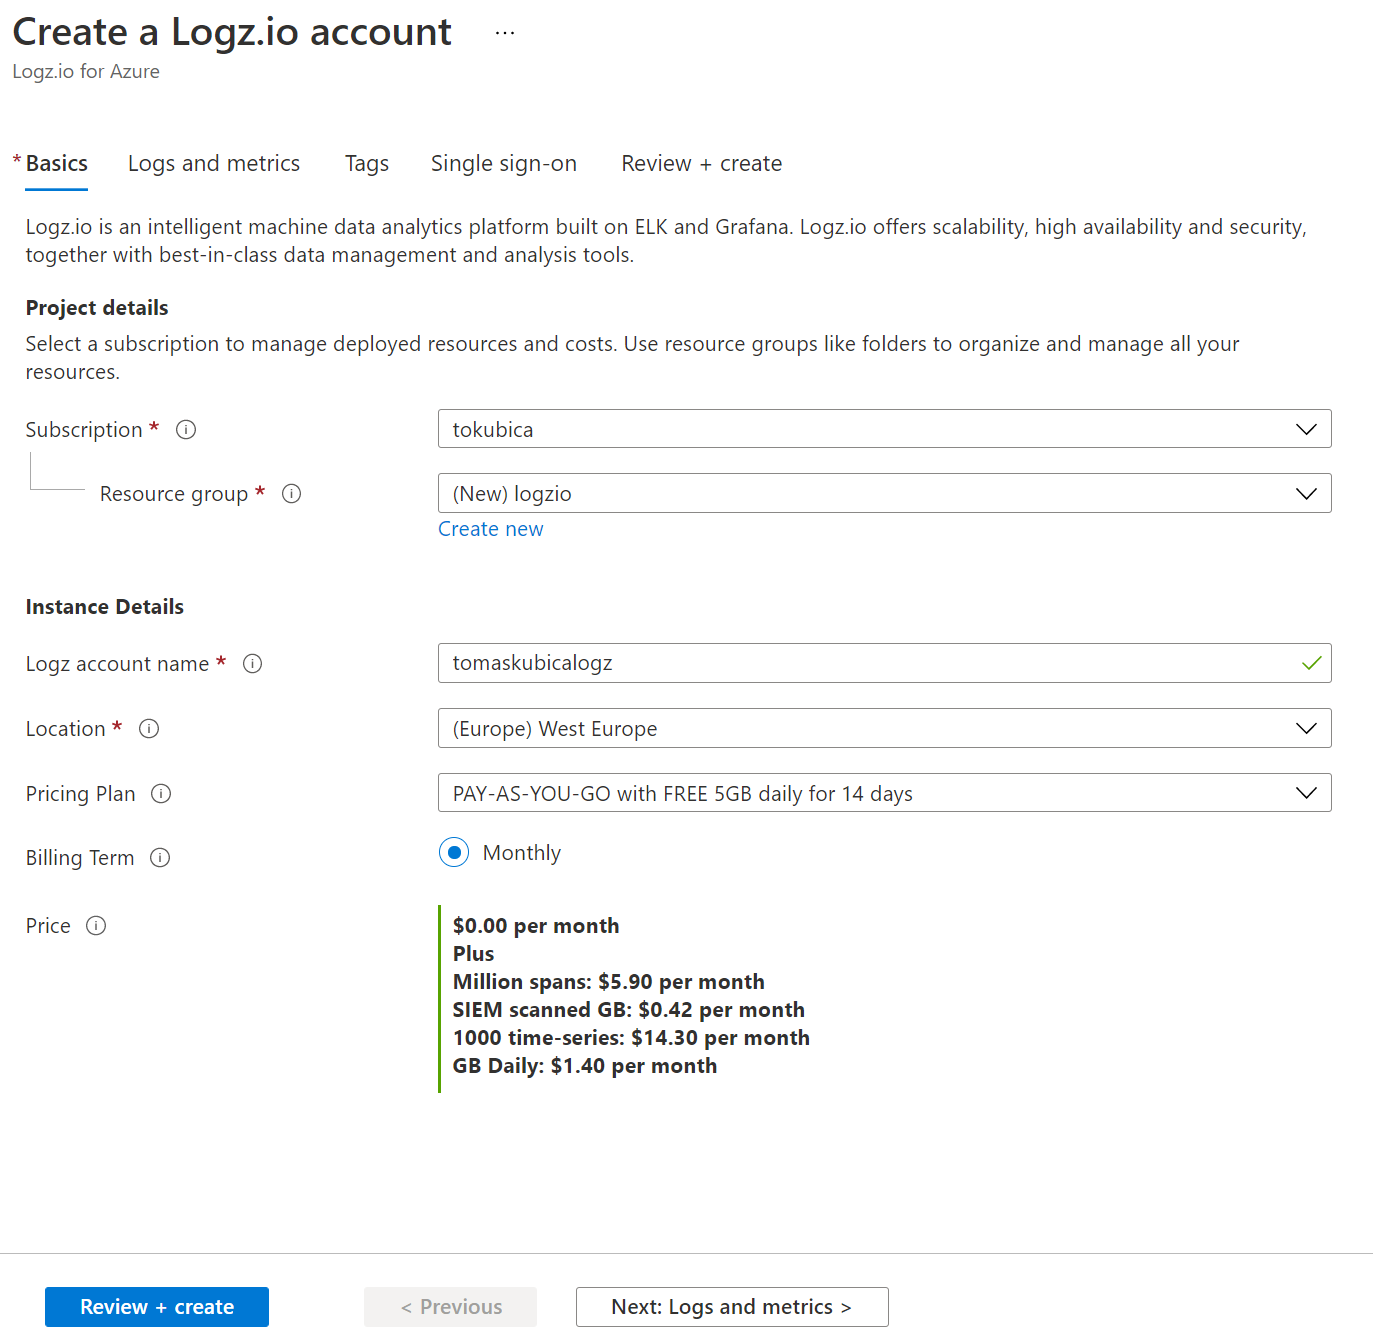 Create a Logz.io account ...
Logz.io for Azure
* Basics Logs and metrics Tags Single sign-on Review + create
Logz.io is an intelligent machine data analytics platform built on ELK and Grafana. Logz.io offers scalability, high availability and security,
together with best-in-class data management and analysis tools.
Project details
Select a subscription to manage deployed resources and costs. Use resource groups like folders to organize and manage all your
resources.
Subscription * i tokubica
Resource group * i (New) logzio
Create new
Instance Details
Logz account name * i tomaskubicalogz
Location * i (Europe) West Europe
Pricing Plan i PAY-AS-YOU-GO with FREE 5GB daily for 14 days
Billing Term i Monthly
Price i $0.00 per month
Plus
Million spans: $5.90 per month
SIEM scanned GB: $0.42 per month
1000 time-series: $14.30 per month
GB Daily: $1.40 per month
Review + create < Previous Next: Logs and metrics >